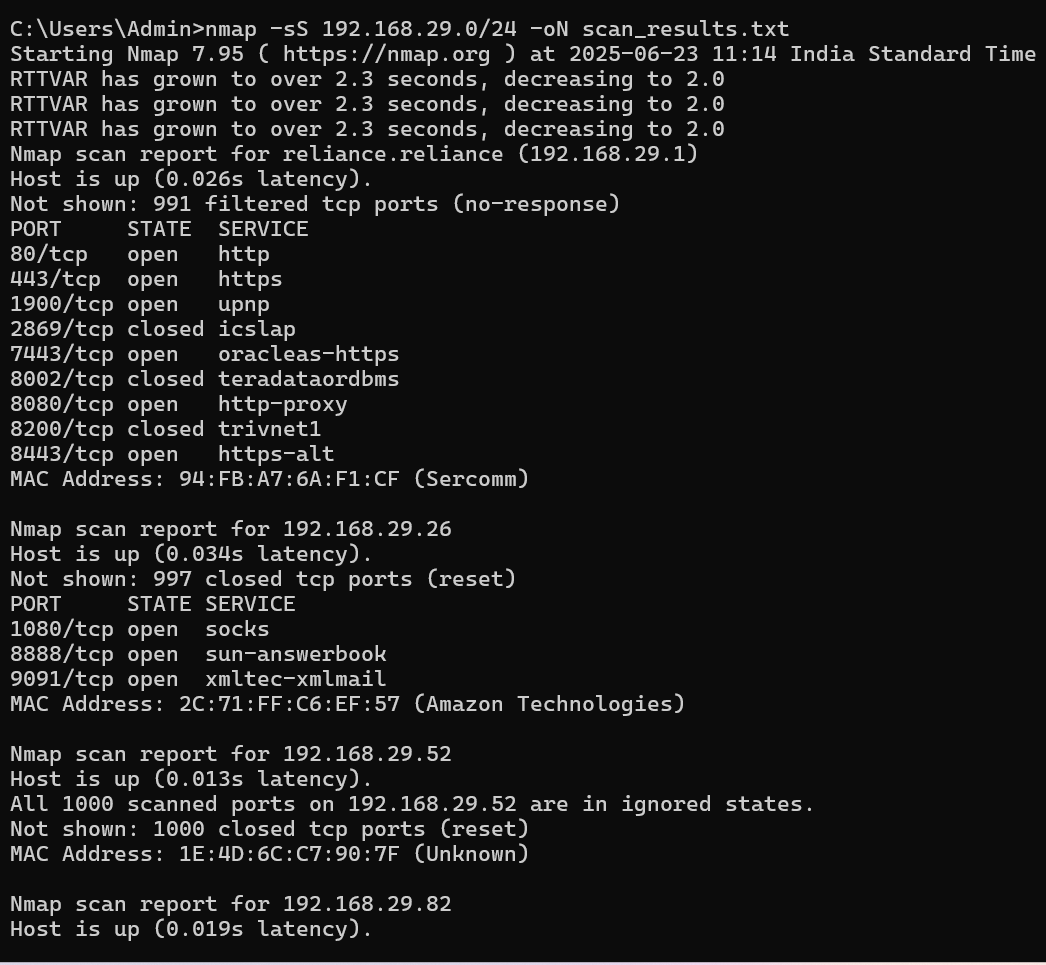 C:\Users\Admin>nmap -sS 192.168.29.0/24 -oN scan_results.txt
Starting Nmap 7.95 ( https://nmap.org ) at 2025-06-23 11:14 India Standard Time
RTTVAR has grown to over 2.3 seconds, decreasing to 2.0
RTTVAR has grown to over 2.3 seconds, decreasing to 2.0
RTTVAR has grown to over 2.3 seconds, decreasing to 2.0
Nmap scan report for reliance.reliance (192.168.29.1)
Host is up (0.026s latency).
Not shown: 991 filtered tcp ports (no-response)
PORT     STATE  SERVICE
80/tcp   open   http
443/tcp  open   https
1900/tcp open   upnp
2869/tcp closed icslap
7443/tcp open   oracleas-https
8002/tcp closed teradataordbms
8080/tcp open   http-proxy
8200/tcp closed trivnet1
8443/tcp open   https-alt
MAC Address: 94:FB:A7:6A:F1:CF (Sercomm)

Nmap scan report for 192.168.29.26
Host is up (0.034s latency).
Not shown: 997 closed tcp ports (reset)
PORT     STATE SERVICE
1080/tcp open  socks
8888/tcp open  sun-answerbook
9091/tcp open  xmltec-xmlmail
MAC Address: 2C:71:FF:C6:EF:57 (Amazon Technologies)

Nmap scan report for 192.168.29.52
Host is up (0.013s latency).
All 1000 scanned ports on 192.168.29.52 are in ignored states.
Not shown: 1000 closed tcp ports (reset)
MAC Address: 1E:4D:6C:C7:90:7F (Unknown)

Nmap scan report for 192.168.29.82
Host is up (0.019s latency).